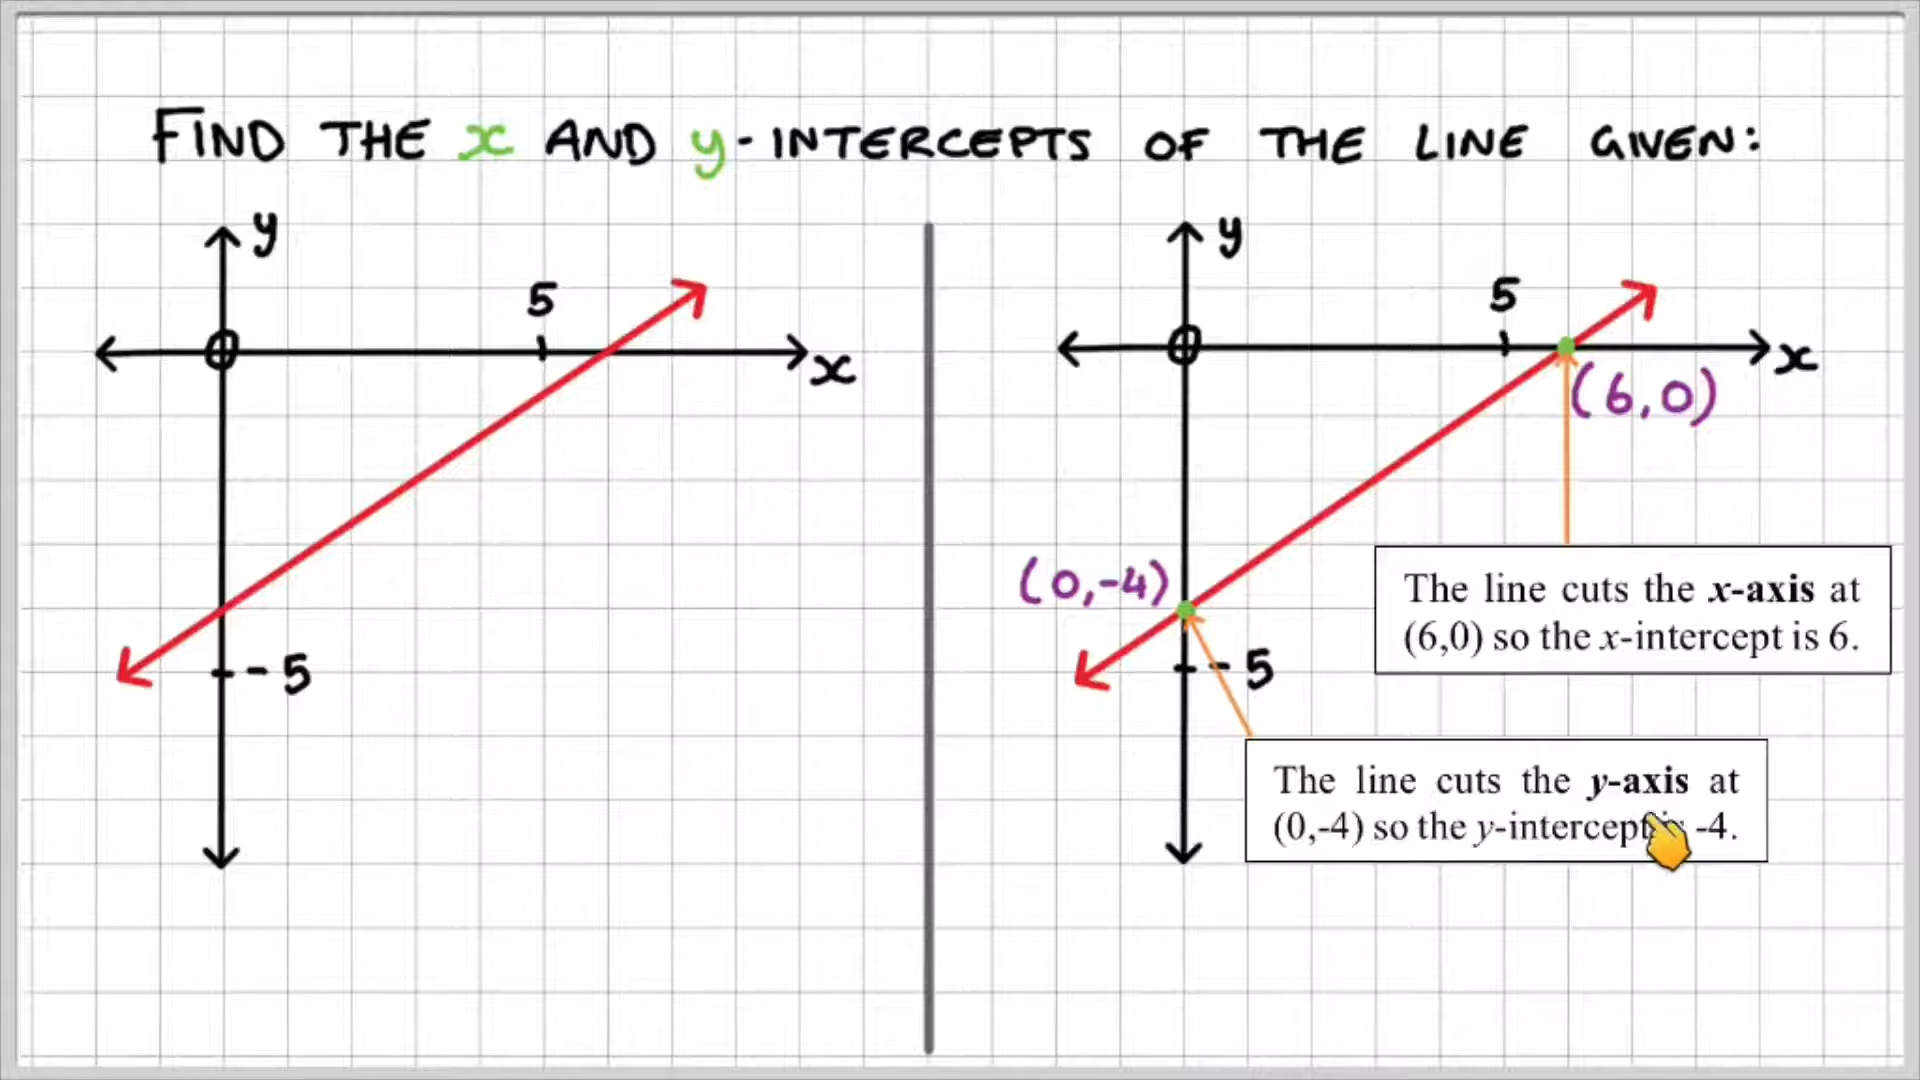 FIND THE x AND y-INTERCEPTS OF THE LINE GIVEN:
y
5
0
x
-5
y
5
0
x
(6,0)
(0,-4)
-5
The line cuts the x-axis at
(6,0) so the x-intercept is 6.
The line cuts the y-axis at
(0,-4) so the y-intercept -4.